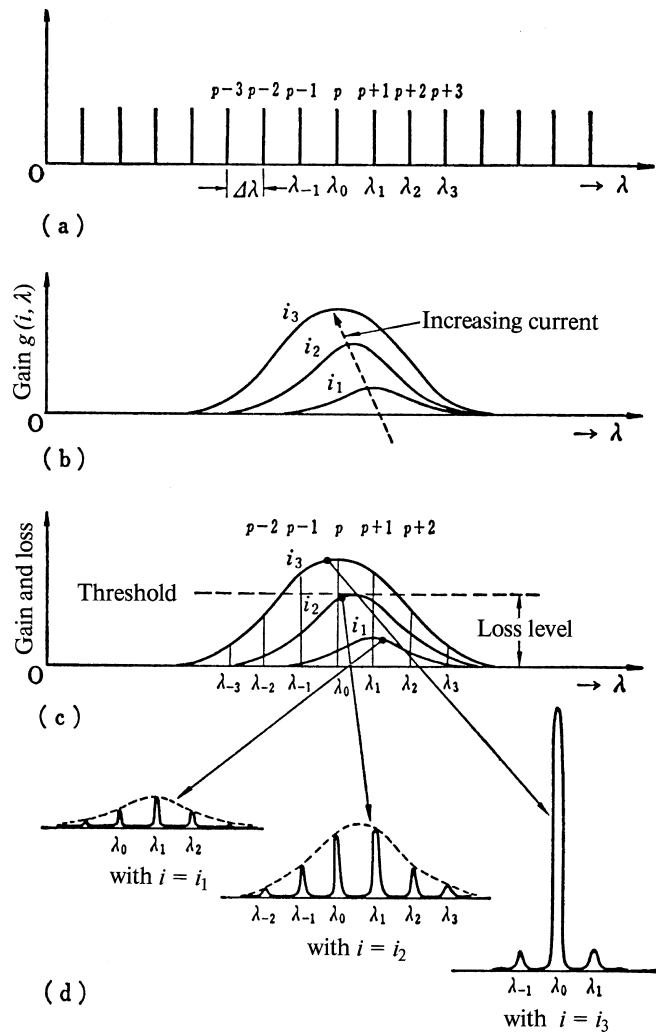 p−3 p−2 p−1 p p+1 p+2 p+3
O → Δλ ← λ₋₁ λ₀ λ₁ λ₂ λ₃ → λ
(a)
Gain g (i, λ)
i₃
Increasing current
i₂
i₁
O → λ
(b)
Gain and loss
p−2 p−1 p p+1 p+2
i₃
Threshold
i₂
i₁
Loss level
O λ₋₃ λ₋₂ λ₋₁ λ₀ λ₁ λ₂ λ₃ → λ
(c)
λ₀ λ₁ λ₂
with i = i₁
λ₋₂ λ₋₁ λ₀ λ₁ λ₂ λ₃
with i = i₂
λ₋₁ λ₀ λ₁
with i = i₃
(d)